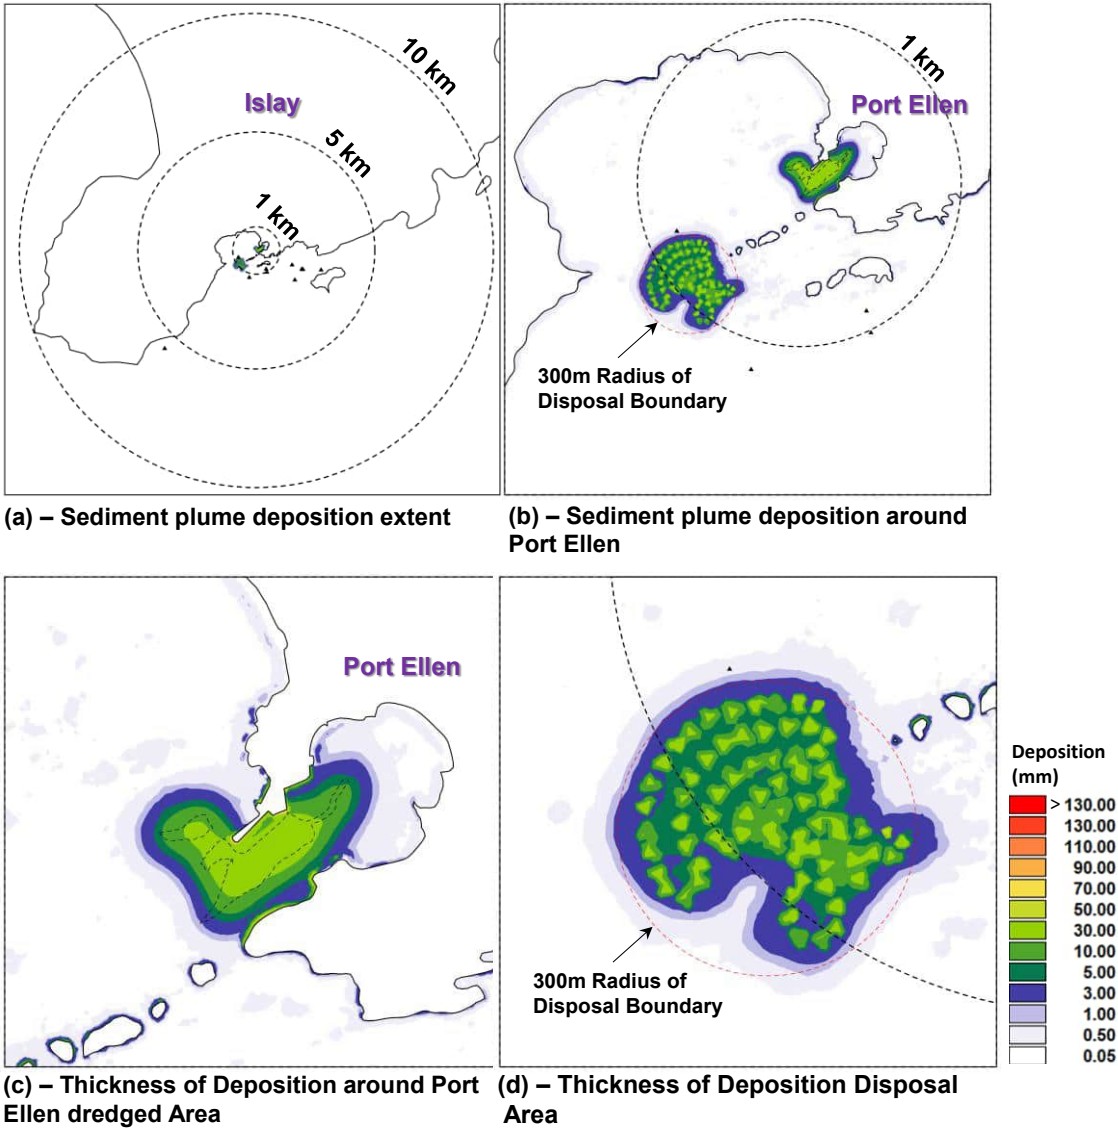 10 km
Islay
5 km
1 km
(a) – Sediment plume deposition extent
1 km
Port Ellen
300m Radius of
Disposal Boundary
(b) – Sediment plume deposition around
Port Ellen
Port Ellen
(c) – Thickness of Deposition around Port
Ellen dredged Area
300m Radius of
Disposal Boundary
(d) – Thickness of Deposition Disposal
Area
Deposition
(mm)
> 130.00
130.00
110.00
90.00
70.00
50.00
30.00
10.00
5.00
3.00
1.00
0.50
0.05